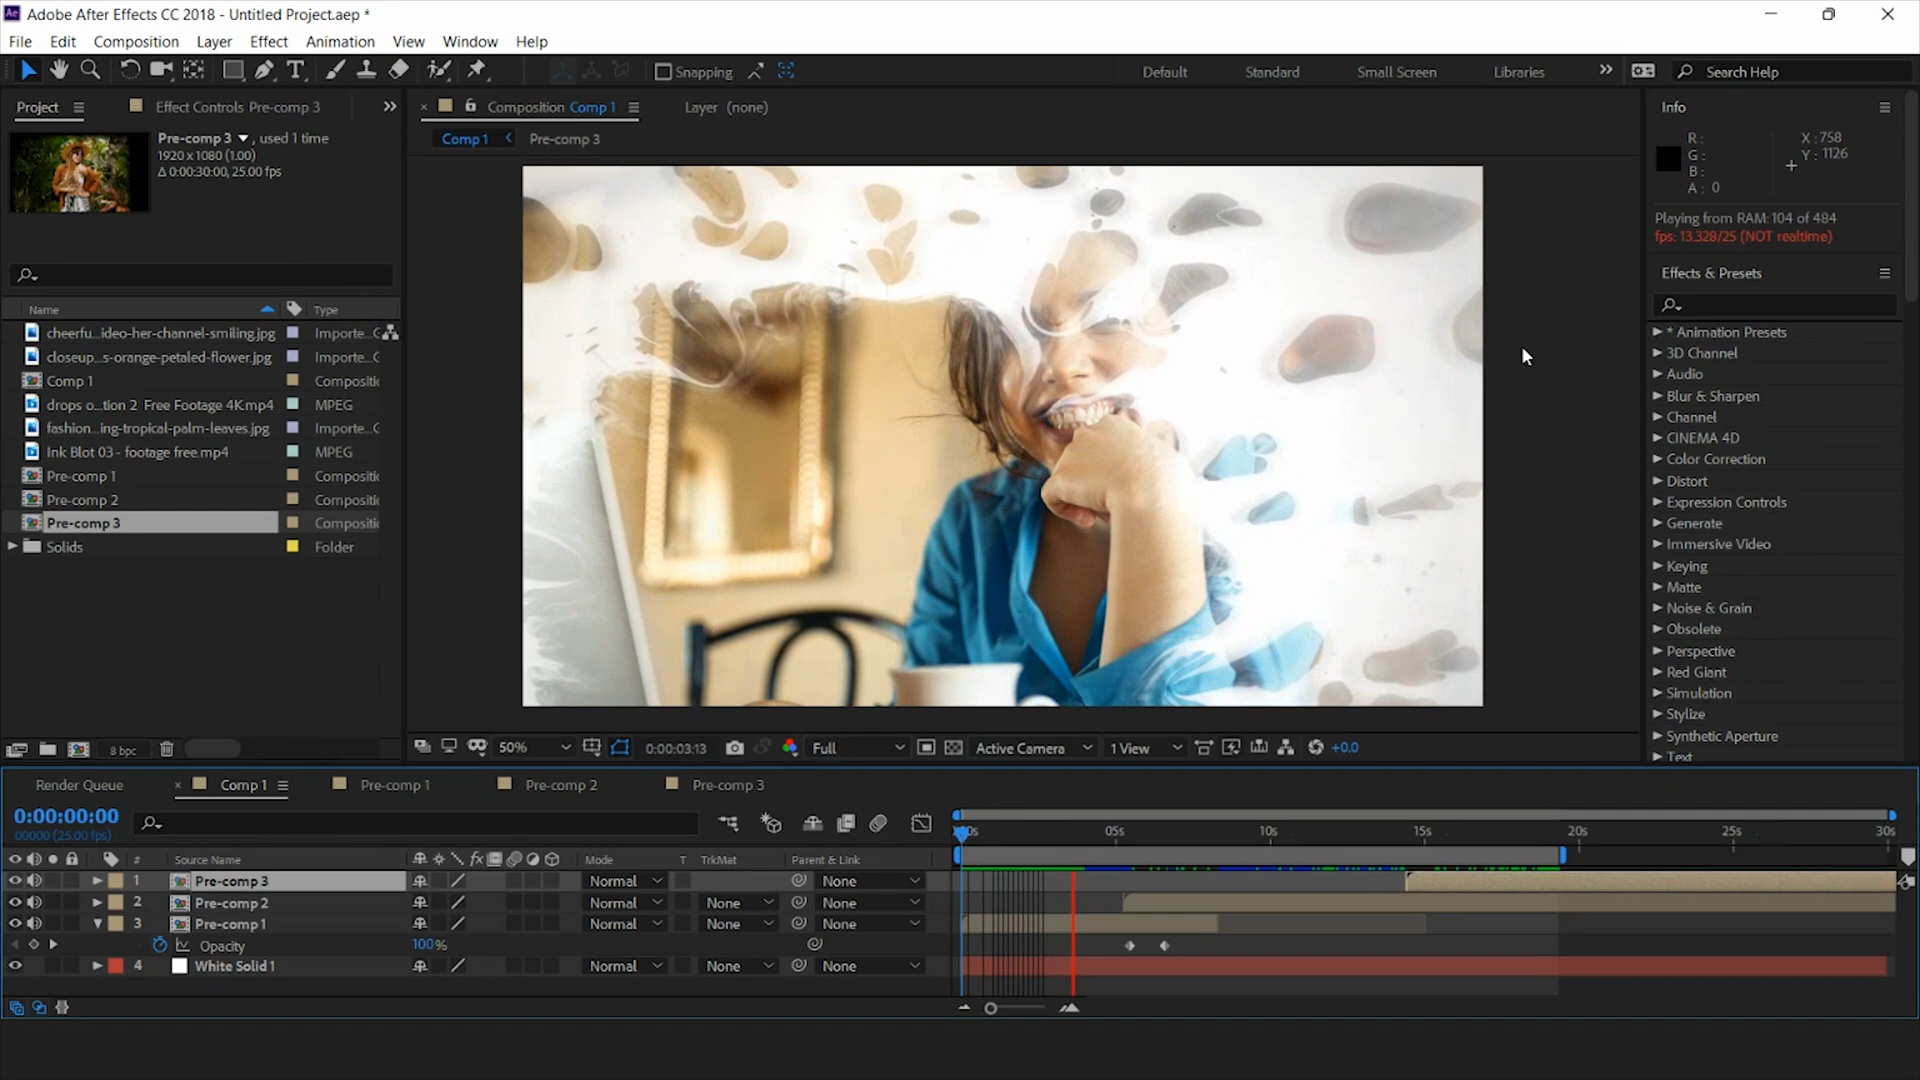 Adobe After Effects CC 2018 - Untitled Project.aep *
File Edit Composition Layer Effect Animation View Window Help
Snapping Default Standard Small Screen Libraries Search Help
Project Effect Controls Pre-comp 3
Composition Comp 1 Layer (none)
Comp 1 Pre-comp 3
Pre-comp 3 , used 1 time
1920 x 1080 (1.00)
Δ 0:00:30:00, 25.00 fps
Name Type
cheerfu...ideo-her-channel-smiling.jpg Importe...G
closeup...s-orange-petaled-flower.jpg Importe...G
Comp 1 Compositi
drops o...tion 2 Free Footage 4K.mp4 MPEG
fashion...ing-tropical-palm-leaves.jpg Importe...G
Ink Blot 03 - footage free.mp4 MPEG
Pre-comp 1 Compositi
Pre-comp 2 Compositi
Pre-comp 3 Compositi
Solids Folder
8 bpc
50% 0:00:03:13 Full Active Camera 1 View +0.0
Info
R : X : 758
G : Y : 1126
B :
A : 0
Playing from RAM: 104 of 484
fps: 13.328/25 (NOT realtime)
Effects & Presets
* Animation Presets
3D Channel
Audio
Blur & Sharpen
Channel
CINEMA 4D
Color Correction
Distort
Expression Controls
Generate
Immersive Video
Keying
Matte
Noise & Grain
Obsolete
Perspective
Red Giant
Simulation
Stylize
Synthetic Aperture
Text
Render Queue Comp 1 Pre-comp 1 Pre-comp 2 Pre-comp 3
0:00:00:00
00000 (25.00 fps)
05s 10s 15s 20s 25s 30s
# Source Name fx Mode T TrkMat Parent & Link
1 Pre-comp 3 Normal None
2 Pre-comp 2 Normal None None
3 Pre-comp 1 Normal None None
Opacity 100%
4 White Solid 1 Normal None None